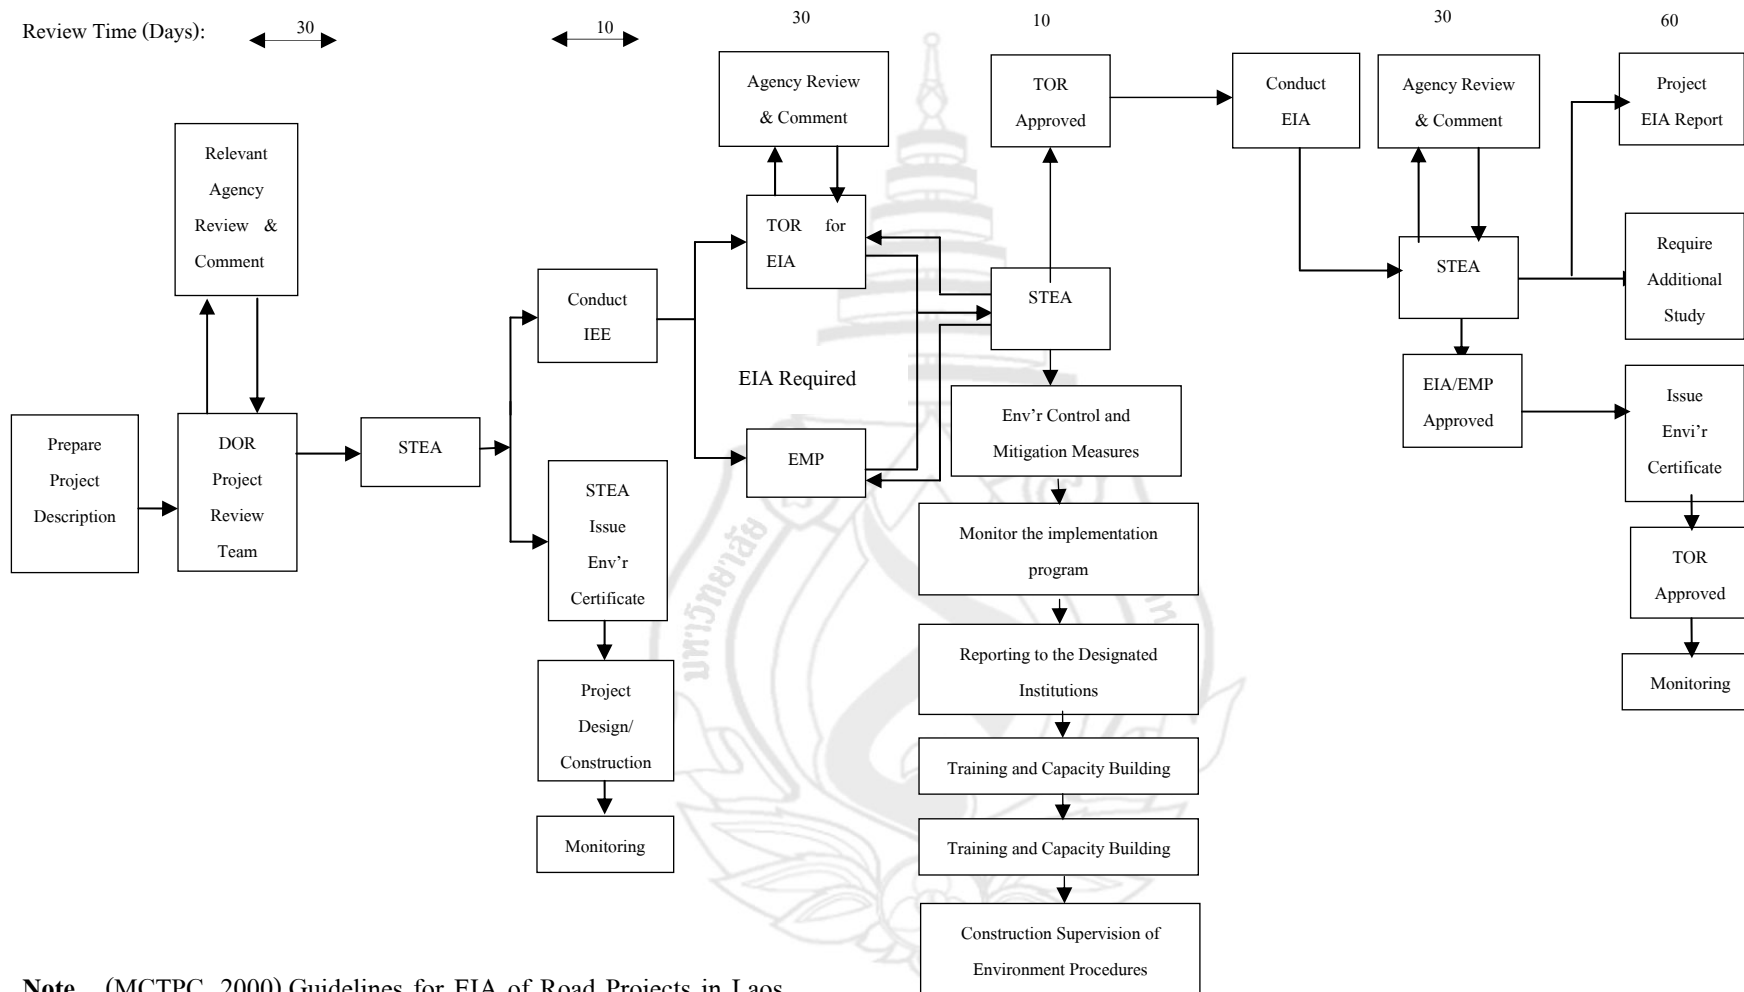 Review Time (Days):
30
10
30
10
30
60
Prepare
Project
Description
Relevant
Agency
Review &
Comment
DOR
Project
Review
Team
STEA
Conduct
IEE
STEA
Issue
Env’r
Certificate
Project
Design/
Construction
Monitoring
Agency Review
& Comment
TOR for
EIA
EIA Required
EMP
TOR
Approved
STEA
Env’r Control and
Mitigation Measures
Monitor the implementation
program
Reporting to the Designated
Institutions
Training and Capacity Building
Training and Capacity Building
Construction Supervision of
Environment Procedures
Conduct
EIA
Agency Review
& Comment
STEA
EIA/EMP
Approved
Project
EIA Report
Require
Additional
Study
Issue
Envi’r
Certificate
TOR
Approved
Monitoring
Note (MCTPC, 2000) Guidelines for EIA of Road Projects in Laos